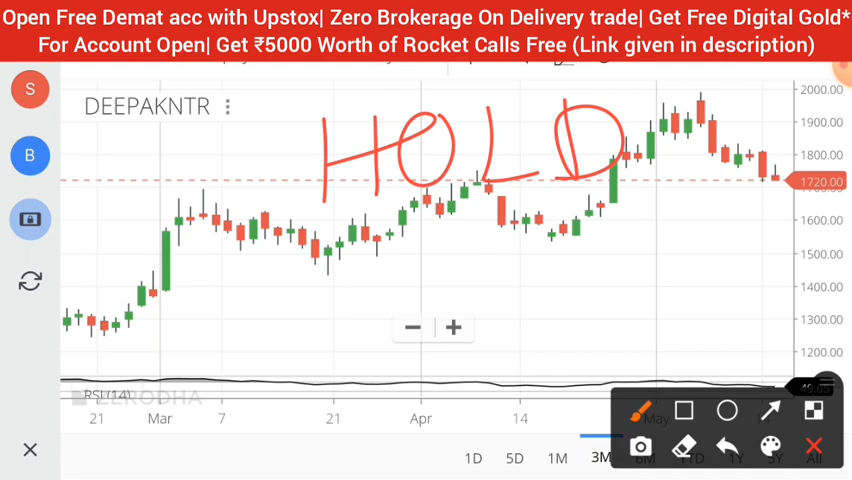 Open Free Demat acc with Upstox| Zero Brokerage On Delivery trade| Get Free Digital Gold*
For Account Open| Get ₹5000 Worth of Rocket Calls Free (Link given in description)
S
DEEPAKNTR
HOLD
B
2000.00
1900.00
1800.00
1720.00
1600.00
1500.00
1400.00
1300.00
1200.00
RSI(14)
ZERODHA
21 Mar 7 21 Apr 14 May
1D 5D 1M 3M 6M YTD 1Y 5Y All